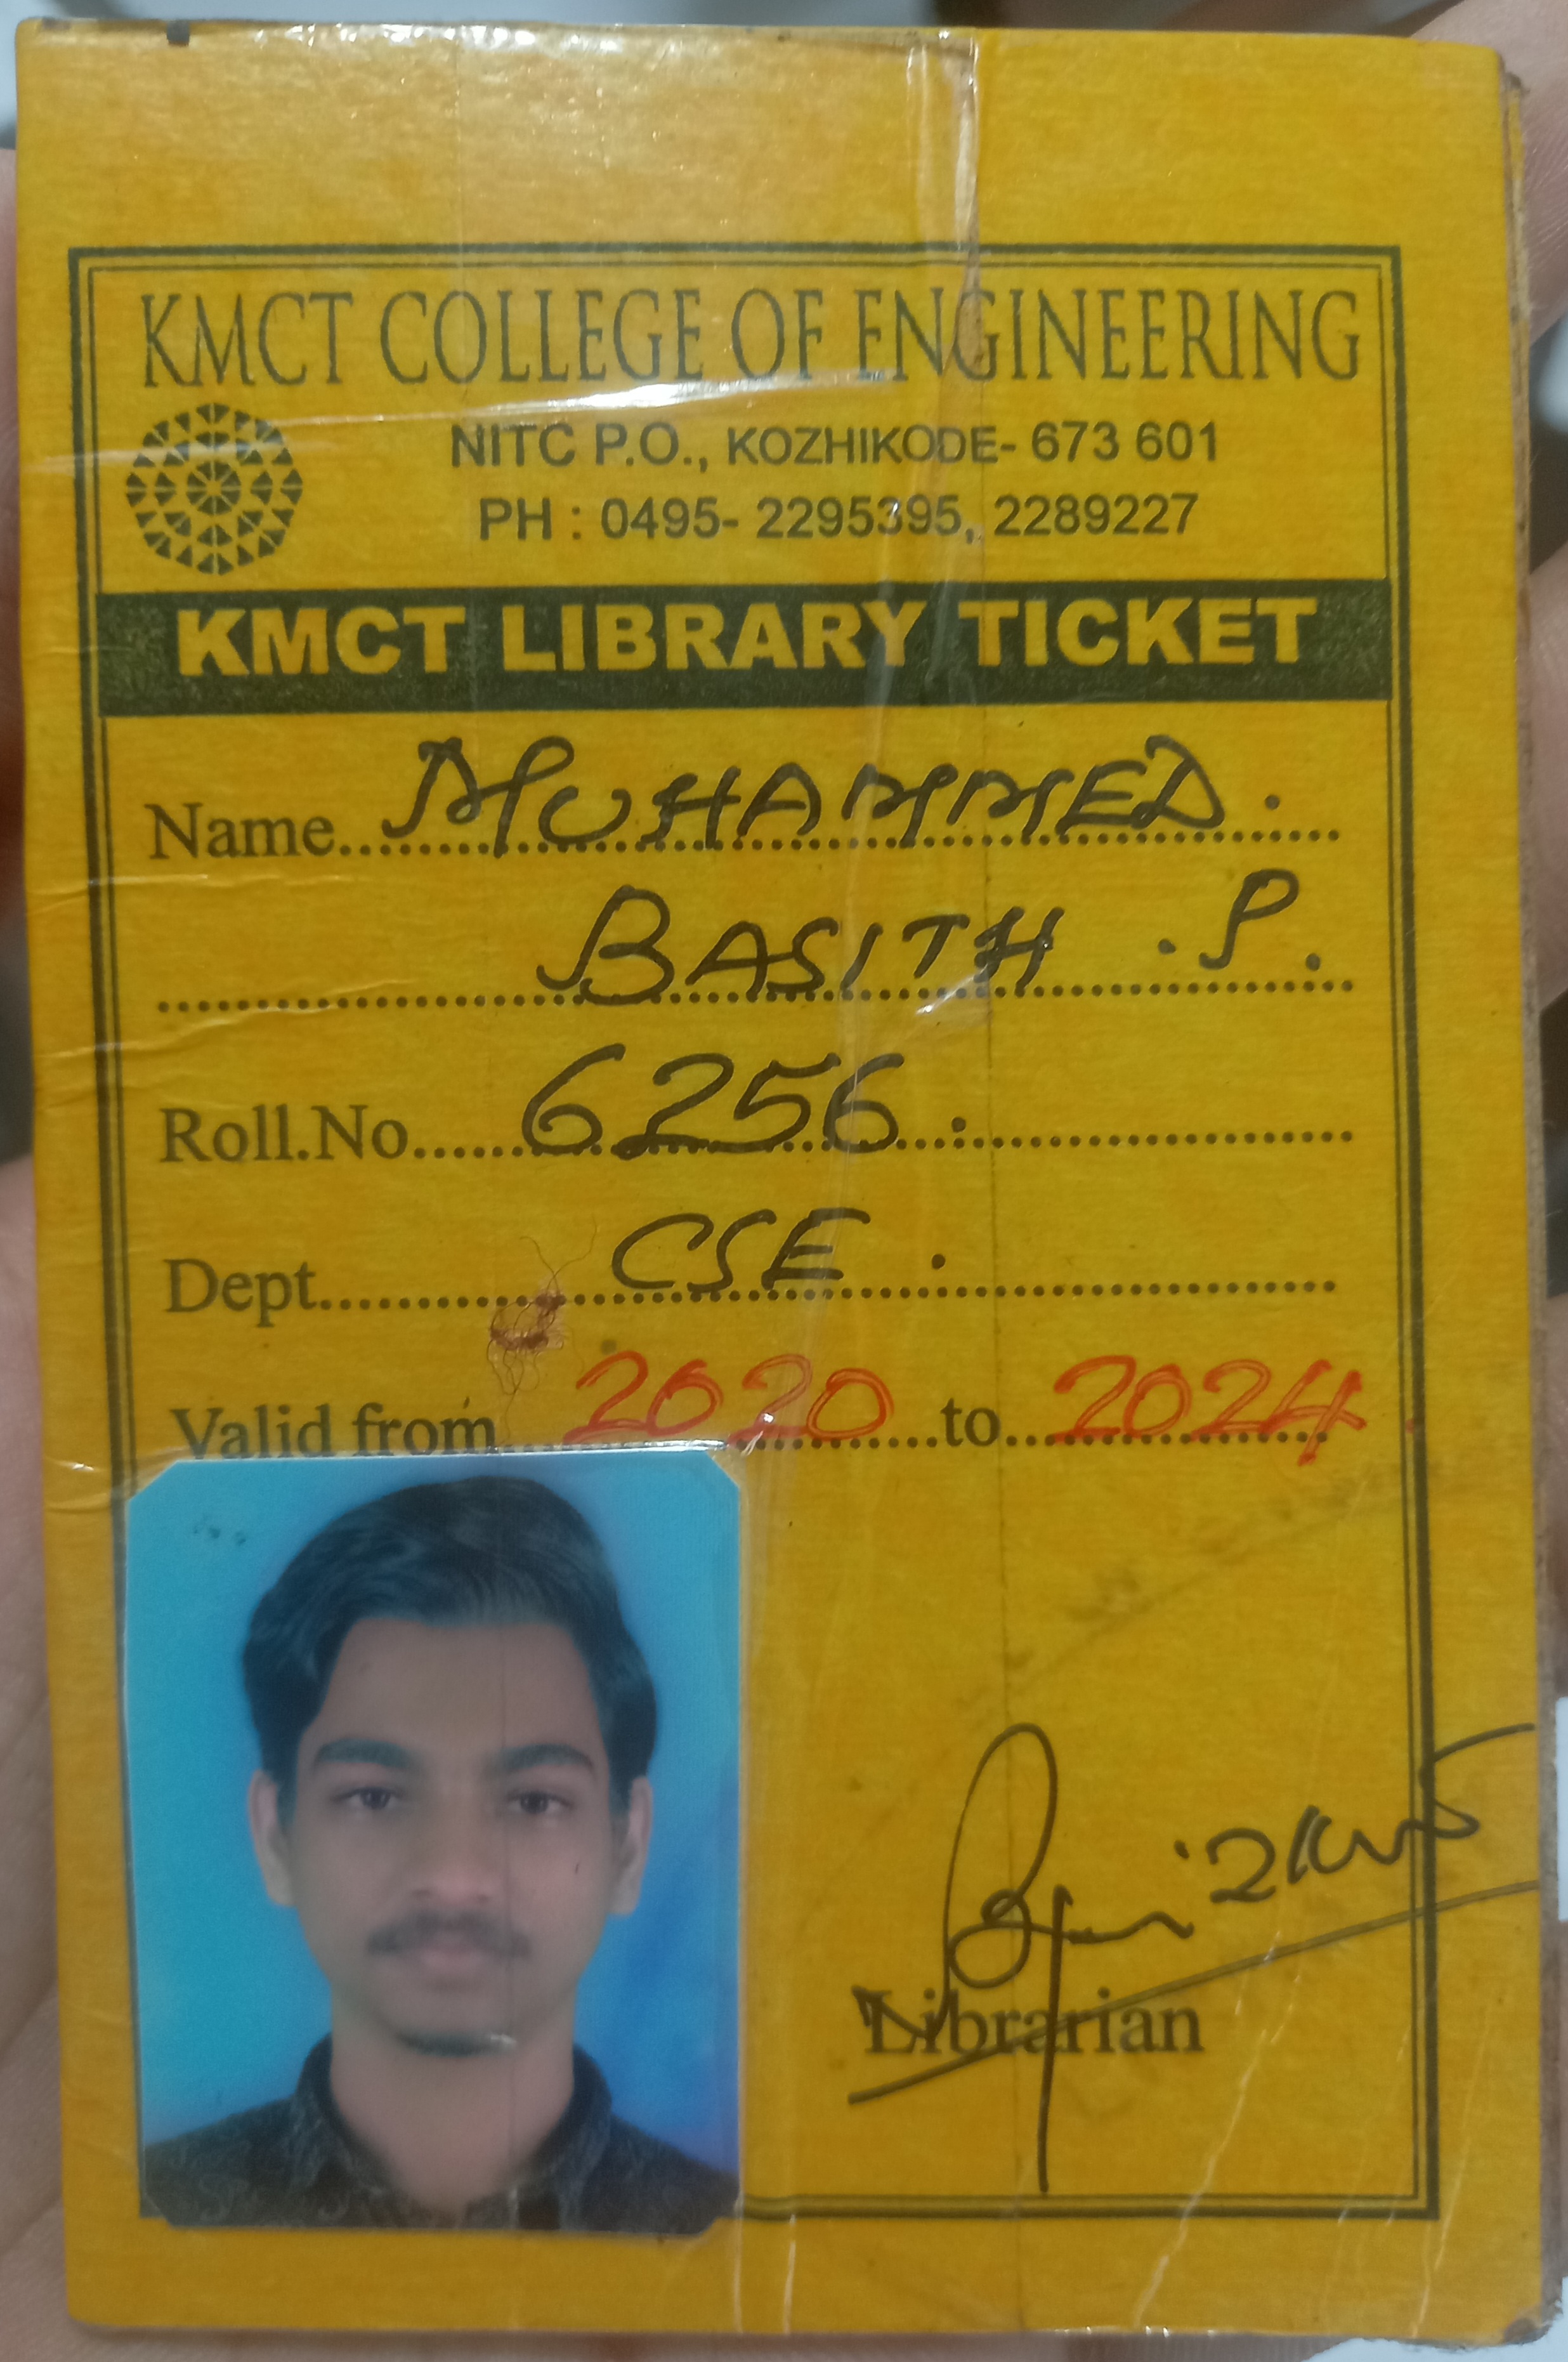 KMCT COLLEGE OF ENGINEERING
NITC P.O., KOZHIKODE- 673 601
PH : 0495- 2295395, 2289227
KMCT LIBRARY TICKET
Name MUHAMMED.
BASITH .P.
Roll.No 6256.
Dept CSE.
Valid from 2020 to 2024.
Librarian